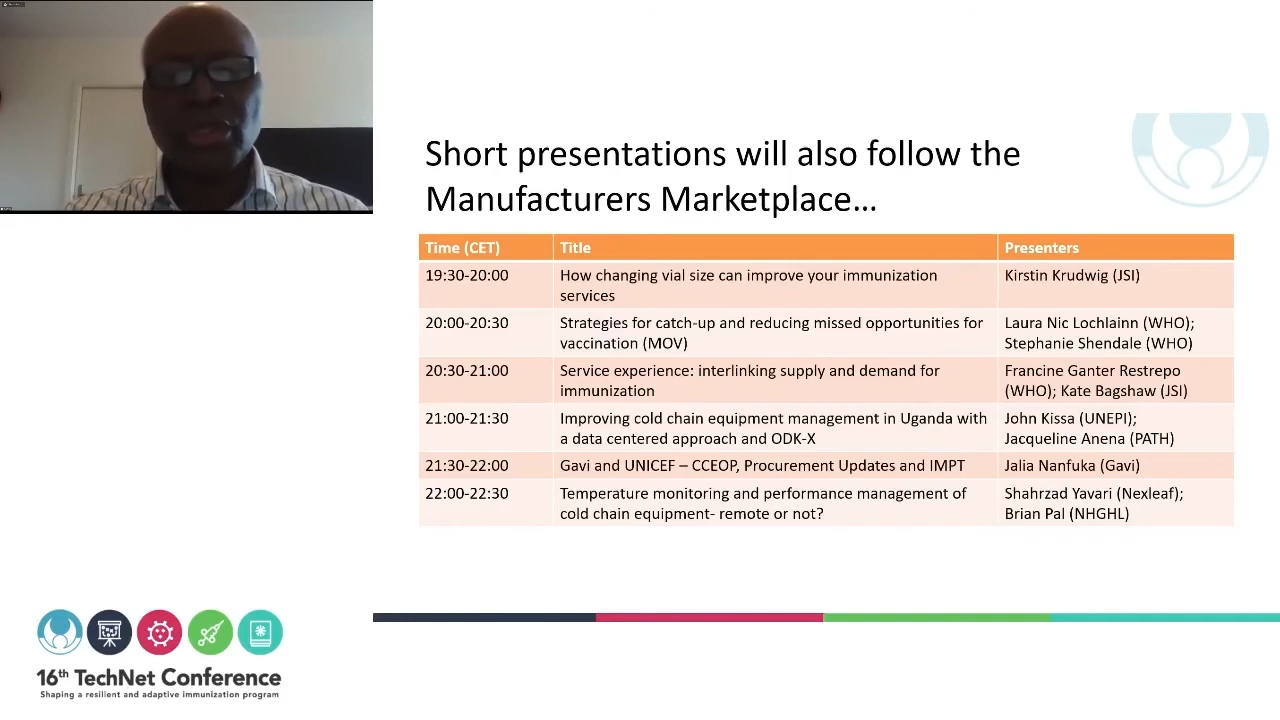 Short presentations will also follow the
Manufacturers Marketplace…
Time (CET) Title Presenters
19:30-20:00 How changing vial size can improve your immunization Kirstin Krudwig (JSI)
services
20:00-20:30 Strategies for catch-up and reducing missed opportunities for Laura Nic Lochlainn (WHO);
vaccination (MOV) Stephanie Shendale (WHO)
20:30-21:00 Service experience: interlinking supply and demand for Francine Ganter Restrepo
immunization (WHO); Kate Bagshaw (JSI)
21:00-21:30 Improving cold chain equipment management in Uganda with John Kissa (UNEPI);
a data centered approach and ODK-X Jacqueline Anena (PATH)
21:30-22:00 Gavi and UNICEF – CCEOP, Procurement Updates and IMPT Jalia Nanfuka (Gavi)
22:00-22:30 Temperature monitoring and performance management of Shahrzad Yavari (Nexleaf);
cold chain equipment- remote or not? Brian Pal (NHGHL)
16th TechNet Conference
Shaping a resilient and adaptive immunization program